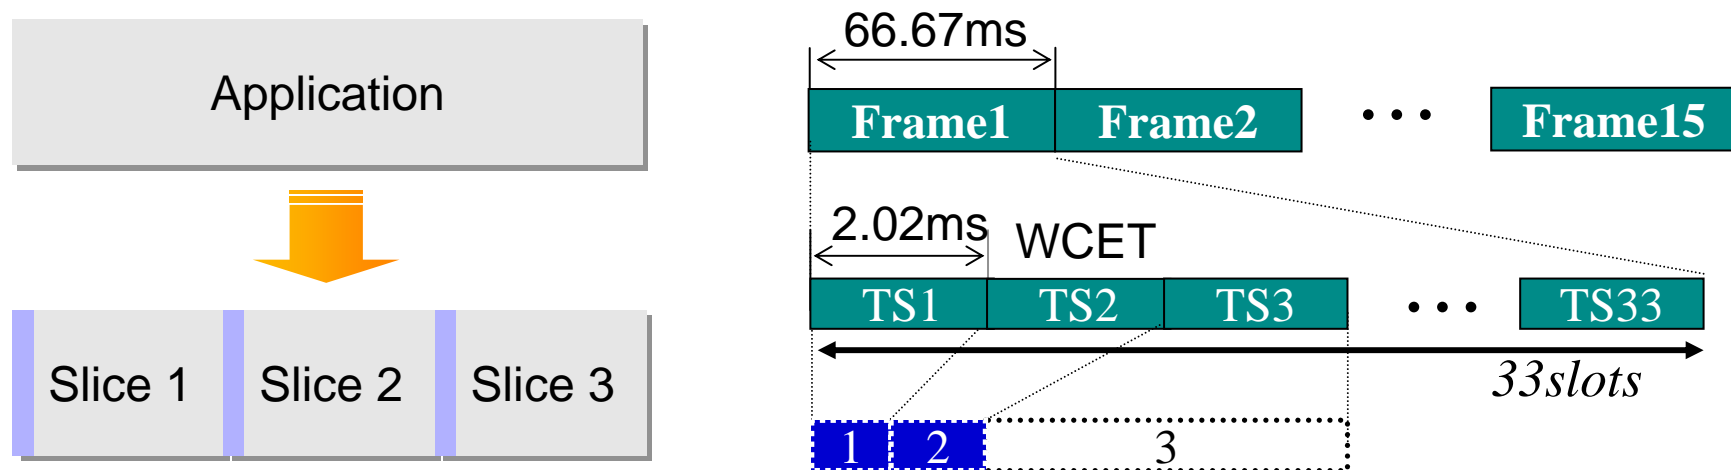 Application
Slice 1 Slice 2 Slice 3
66.67ms
Frame1 Frame2 • • • Frame15
2.02ms WCET
TS1 TS2 TS3 • • • TS33
33slots
1 2 3